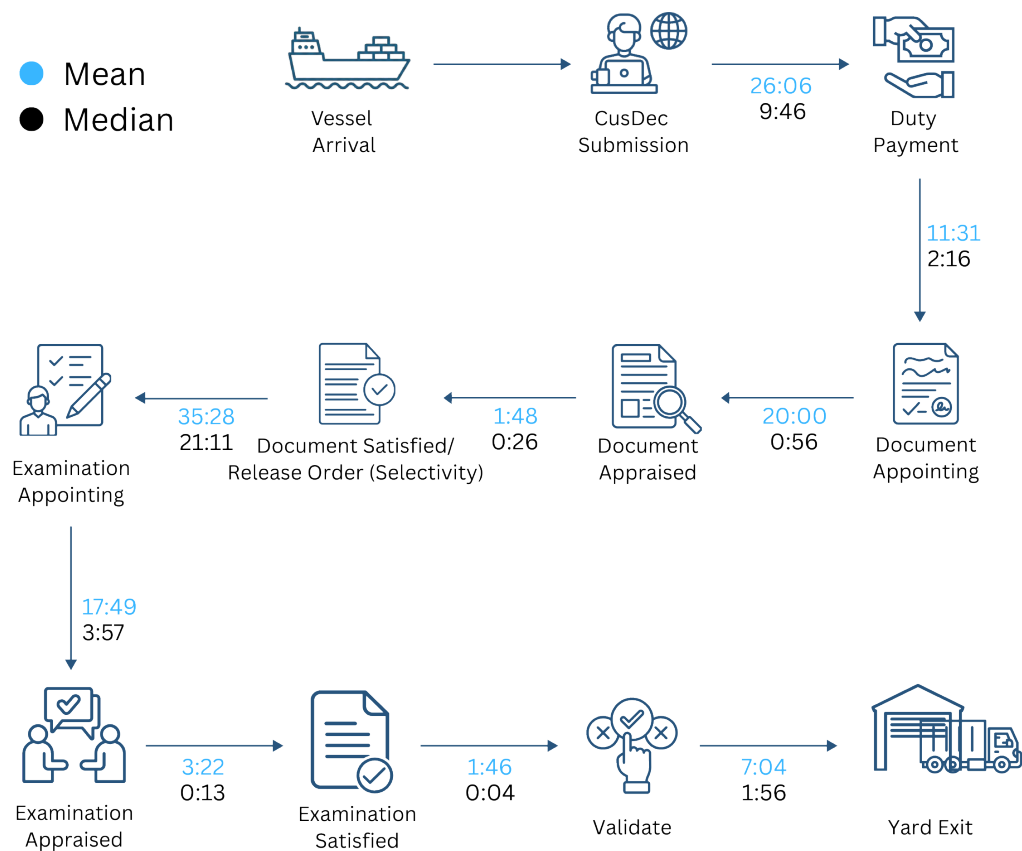 Mean
Median
Vessel
Arrival
CusDec
Submission
26:06
9:46
Duty
Payment
11:31
2:16
Document
Appointing
20:00
0:56
Document
Appraised
1:48
0:26
Document Satisfied/
Release Order (Selectivity)
35:28
21:11
Examination
Appointing
17:49
3:57
Examination
Appraised
3:22
0:13
Examination
Satisfied
1:46
0:04
Validate
7:04
1:56
Yard Exit